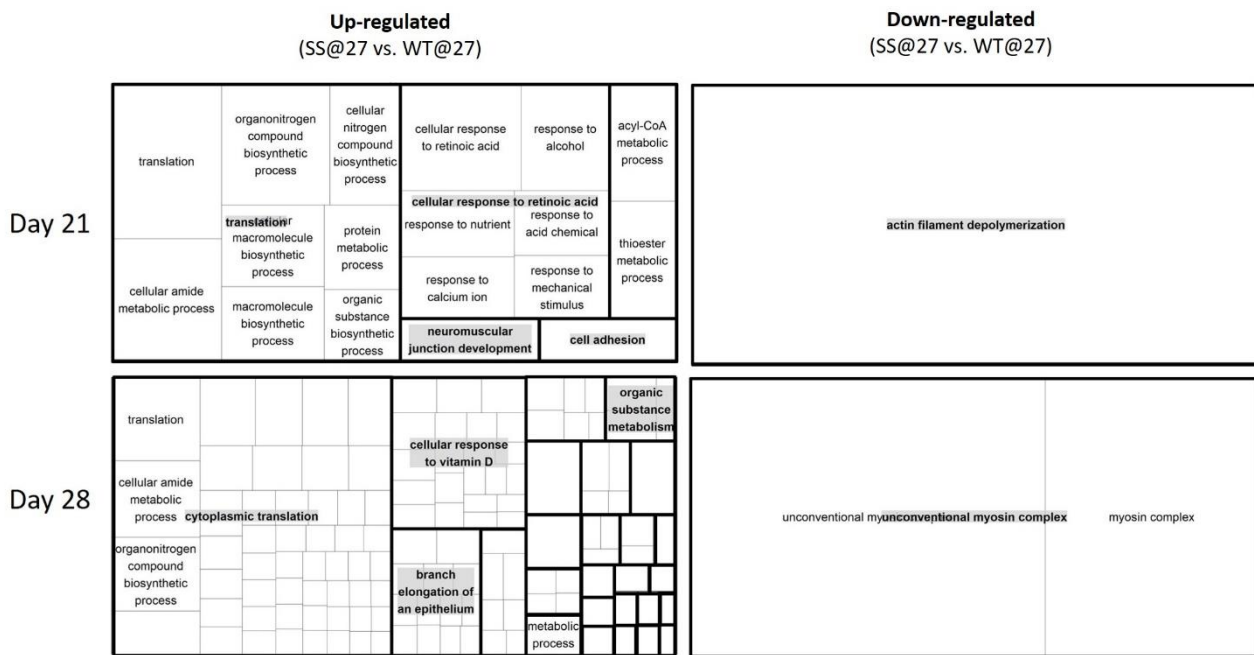 Up-regulated
(SS@27 vs. WT@27)
Down-regulated
(SS@27 vs. WT@27)
Day 21
translation
cellular amide
metabolic process
organonitrogen
compound
biosynthetic
process
cellular
nitrogen
compound
biosynthetic
process
translation
macromolecule
biosynthetic
process
protein
metabolic
process
macromolecule
biosynthetic
process
organic
substance
biosynthetic
process
cellular response
to retinoic acid
response to
alcohol
cellular response to retinoic acid
response to nutrient
response to
acid chemical
response to
calcium ion
response to
mechanical
stimulus
acyl-CoA
metabolic
process
thioester
metabolic
process
neuromuscular
junction development
cell adhesion
actin filament depolymerization
Day 28
translation
cellular amide
metabolic
process
cytoplasmic translation
organonitrogen
compound
biosynthetic
process
cellular response
to vitamin D
branch
elongation of
an epithelium
organic
substance
metabolism
metabolic
process
unconventional
unconventional myosin complex
myosin complex